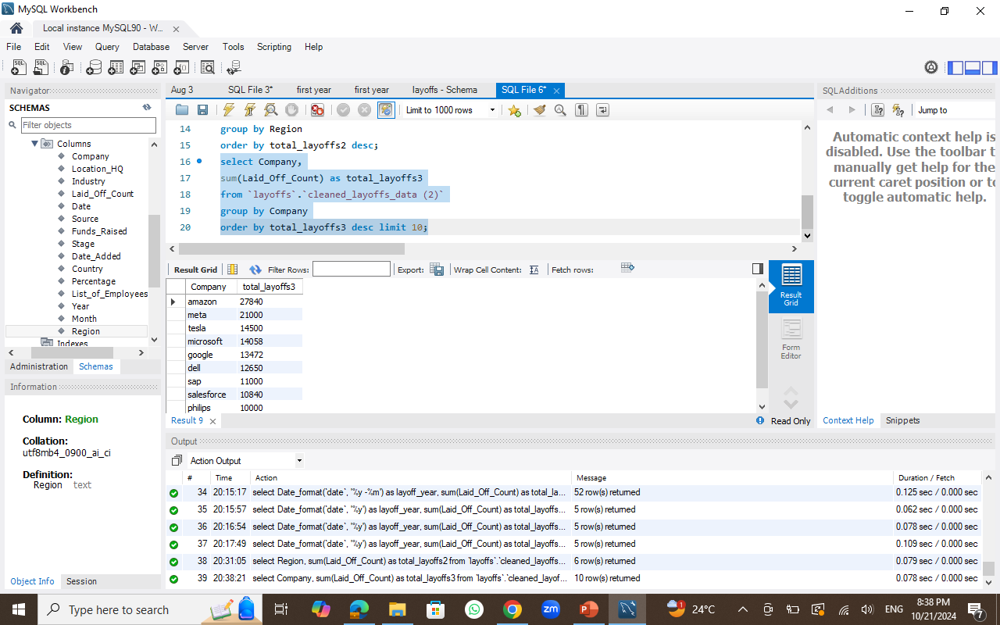 MySQL Workbench
Local instance MySQL90 - W...
File Edit View Query Database Server Tools Scripting Help
Navigator
SCHEMAS
Filter objects
Columns
Company
Location_HQ
Industry
Laid_Off_Count
Date
Source
Funds_Raised
Stage
Date_Added
Country
Percentage
List_of_Employees
Year
Month
Region
Indexes
Administration Schemas
Information
Column: Region
Collation:
utf8mb4_0900_ai_ci
Definition:
Region text
Object Info Session
Aug 3 SQL File 3* first year first year layoffs - Schema SQL File 6*
Limit to 1000 rows
14 group by Region
15 order by total_layoffs2 desc;
16 select Company,
17 sum(Laid_Off_Count) as total_layoffs3
18 from `layoffs`.`cleaned_layoffs_data (2)`
19 group by Company
20 order by total_layoffs3 desc limit 10;
Result Grid Filter Rows: Export: Wrap Cell Content: Fetch rows:
Company total_layoffs3
amazon 27840
meta 21000
tesla 14500
microsoft 14058
google 13472
dell 12650
sap 11000
salesforce 10840
philips 10000
Result Grid
Form Editor
Result 9
Read Only
SQLAdditions
Jump to
Automatic context help is
disabled. Use the toolbar t
manually get help for the
current caret position or to
toggle automatic help.
Context Help Snippets
Output
Action Output
# Time Action Message Duration / Fetch
34 20:15:17 select Date_format(`date`, '%y -%m') as layoff_year, sum(Laid_Off_Count) as total_la... 52 row(s) returned 0.125 sec / 0.000 sec
35 20:15:57 select Date_format(`date`, '%y') as layoff_year, sum(Laid_Off_Count) as total_layoffs... 5 row(s) returned 0.062 sec / 0.000 sec
36 20:16:54 select Date_format(`date`, '%y') as layoff_year, sum(Laid_Off_Count) as total_layoffs... 5 row(s) returned 0.078 sec / 0.000 sec
37 20:17:49 select Date_format(`date`, '%y') as layoff_year, sum(Laid_Off_Count) as total_layoffs... 5 row(s) returned 0.109 sec / 0.000 sec
38 20:31:05 select Region, sum(Laid_Off_Count) as total_layoffs2 from `layoffs`.`cleaned_layoffs... 6 row(s) returned 0.079 sec / 0.000 sec
39 20:38:21 select Company, sum(Laid_Off_Count) as total_layoffs3 from `layoffs`.`cleaned_layof... 10 row(s) returned 0.078 sec / 0.000 sec
Type here to search
zm
1
24°C
ENG
8:38 PM
10/21/2024
7